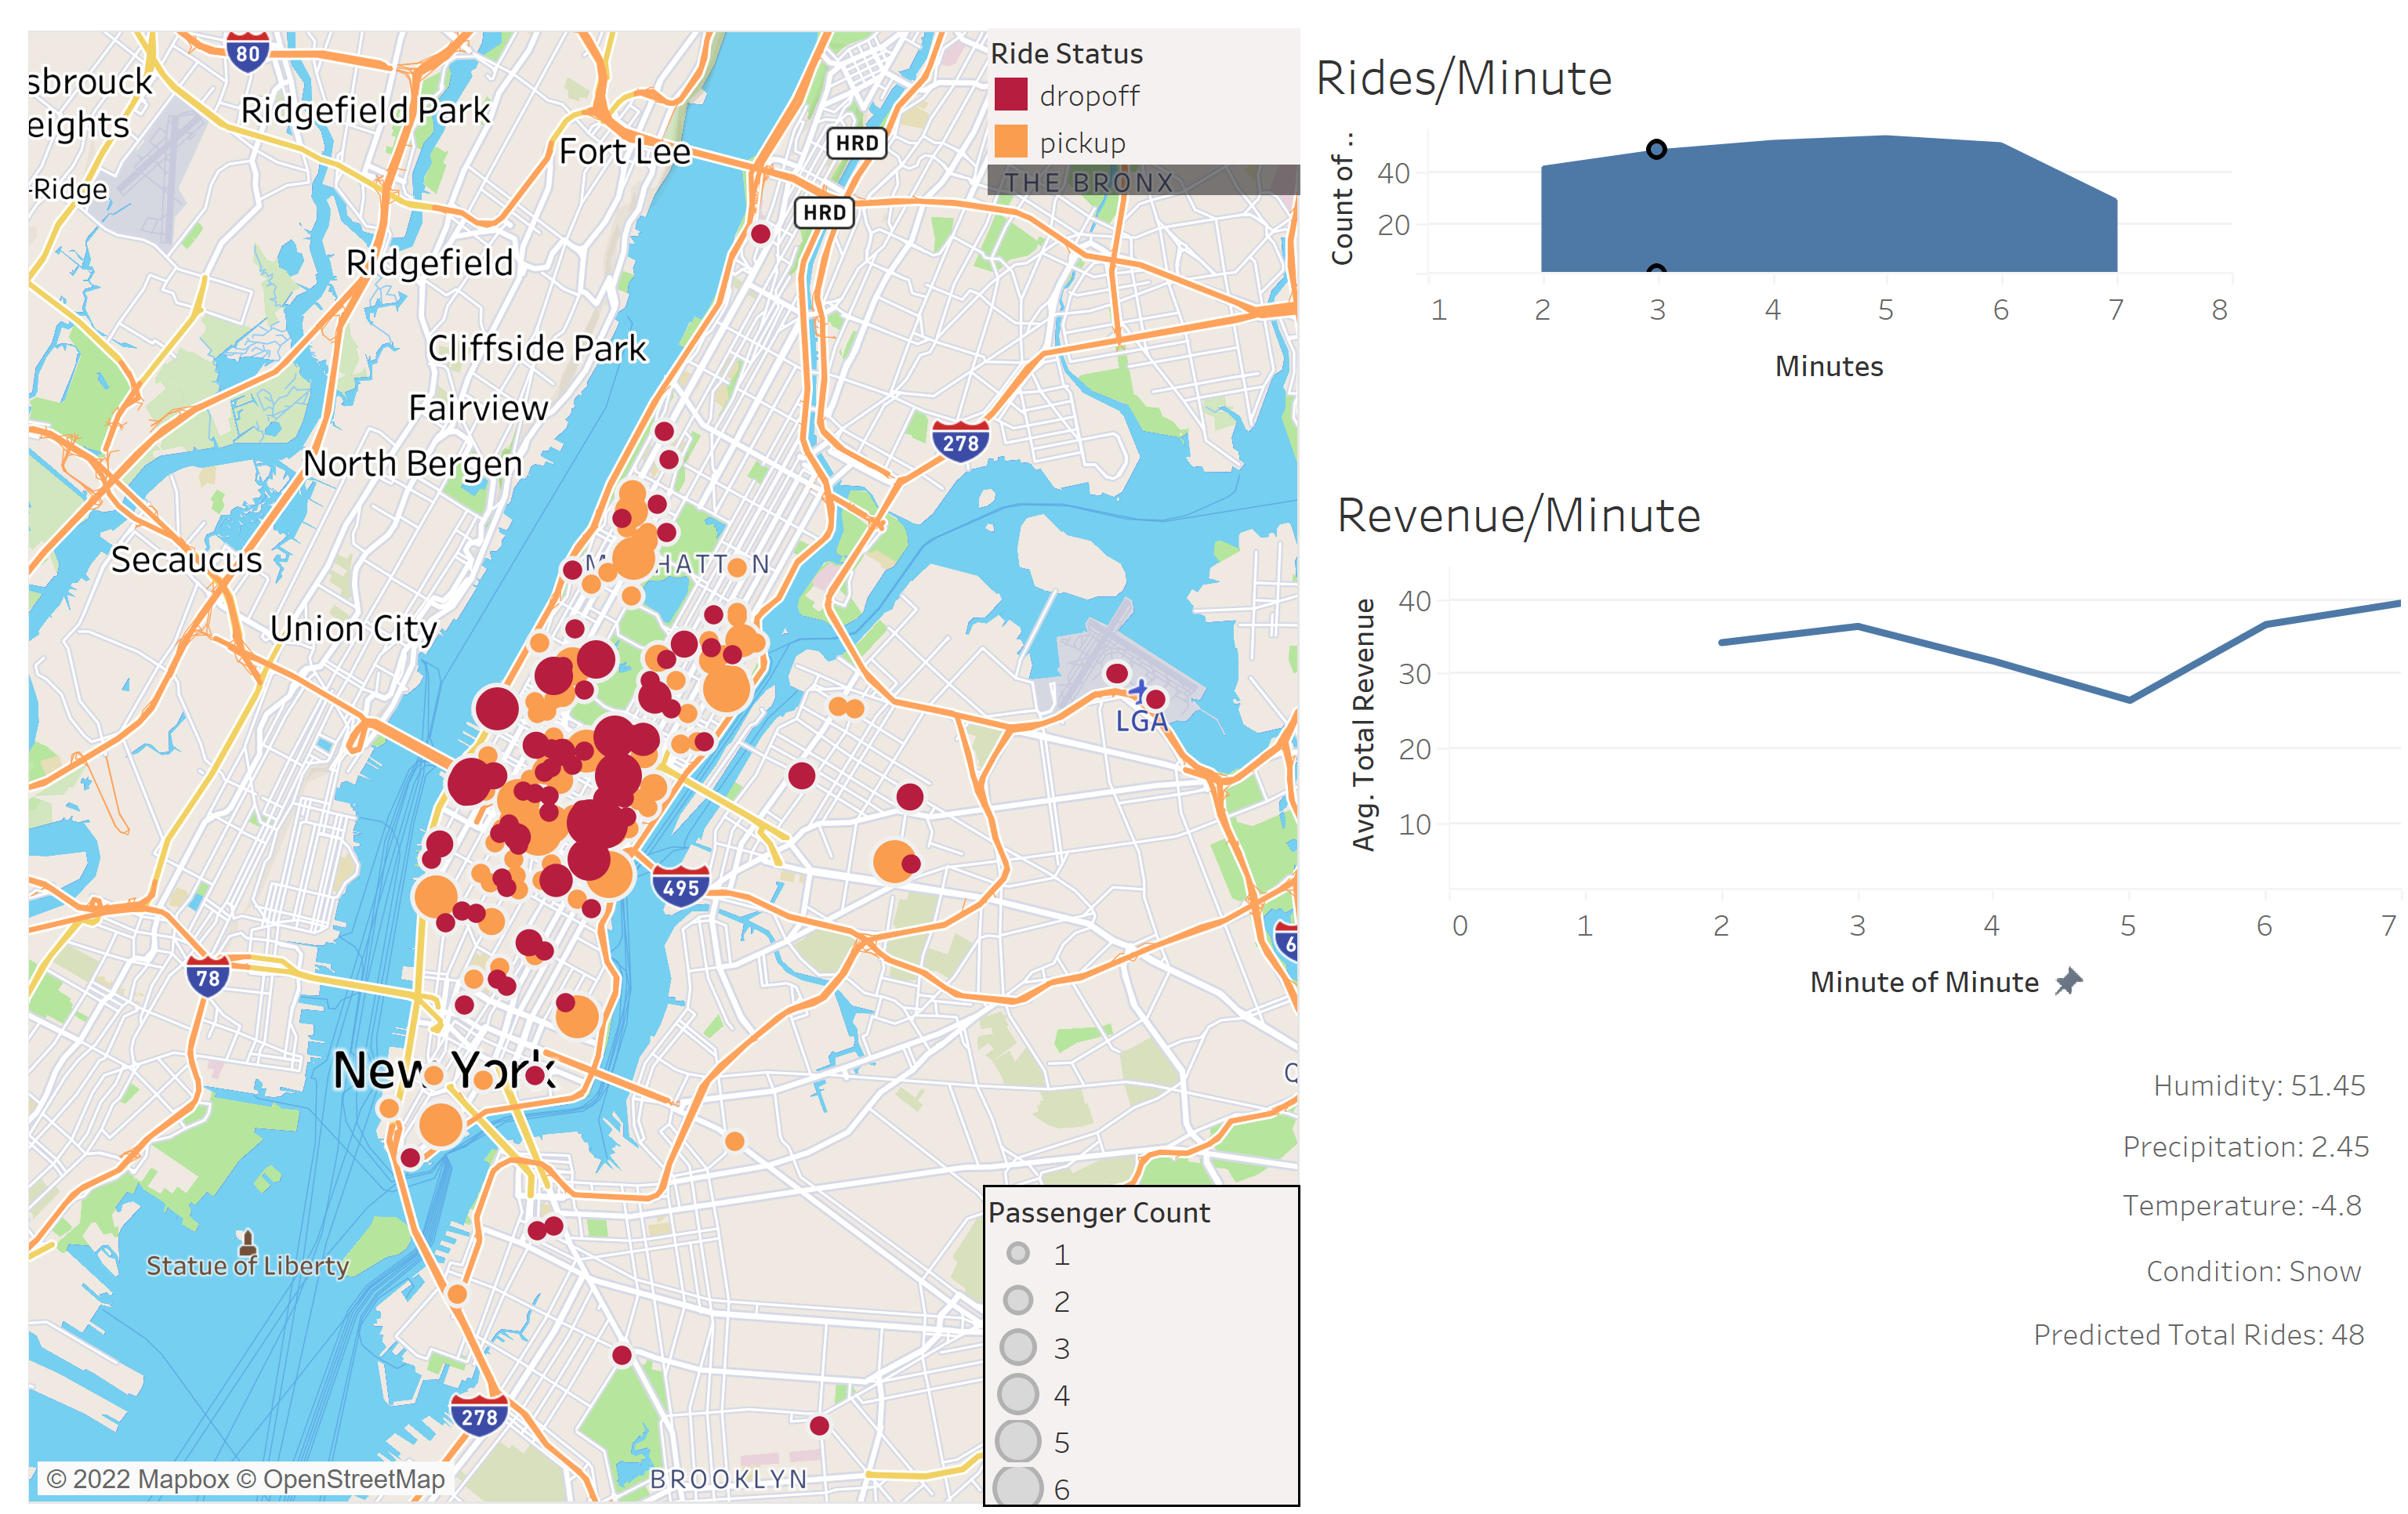 80
sbrouck
eights
Ridgefield Park
Fort Lee
HRD
HRD
-Ridge
Ridgefield
Cliffside Park
Fairview
North Bergen
278
Secaucus
Union City
LGA
495
78
6
New York
Q
Statue of Liberty
278
BROOKLYN
© 2022 Mapbox © OpenStreetMap
Ride Status
dropoff
pickup
THE BRONX
Passenger Count
1
2
3
4
5
6
Rides/Minute
Count of ..
40
20
1 2 3 4 5 6 7 8
Minutes
Revenue/Minute
Avg. Total Revenue
40
30
20
10
0 1 2 3 4 5 6 7
Minute of Minute
Humidity: 51.45
Precipitation: 2.45
Temperature: -4.8
Condition: Snow
Predicted Total Rides: 48